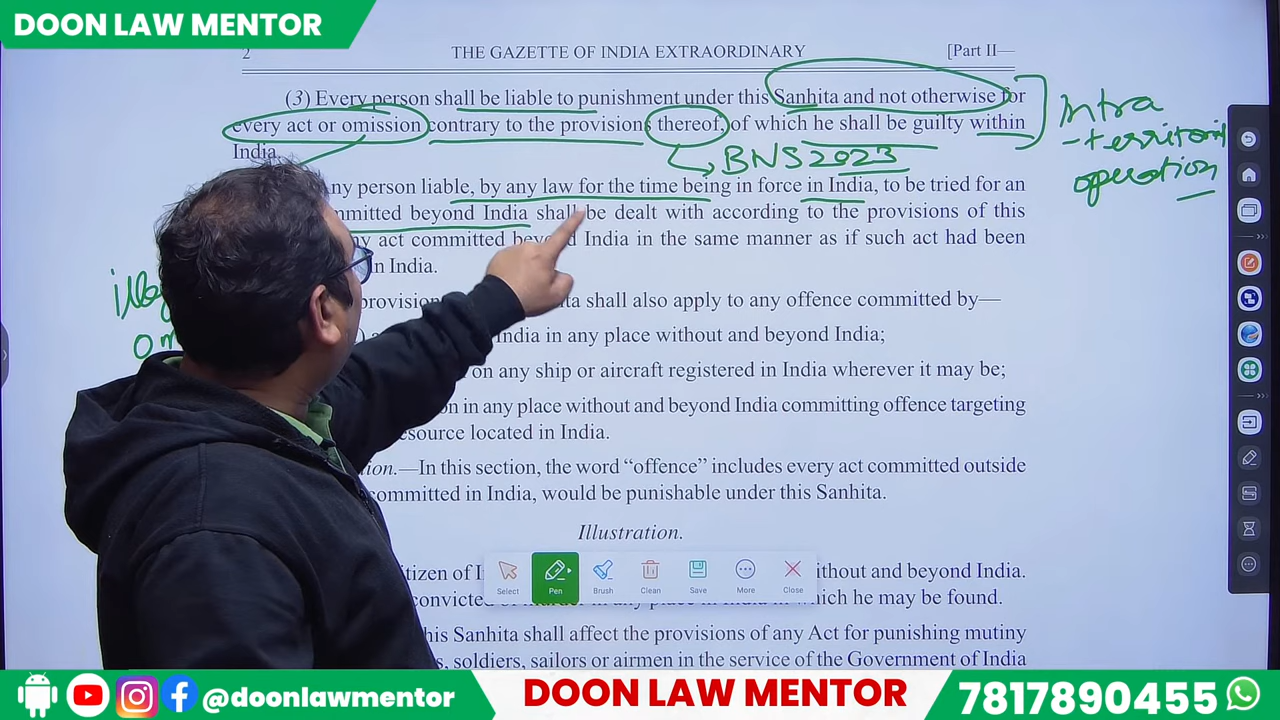 DOON LAW MENTOR
2 THE GAZETTE OF INDIA EXTRAORDINARY [Part II—
(3) Every person shall be liable to punishment under this Sanhita and not otherwise for
every act or omission contrary to the provisions thereof, of which he shall be guilty within
India.
BNS 2023
Intra
-territorial
operation
ny person liable, by any law for the time being in force in India, to be tried for an
mmitted beyond India shall be dealt with according to the provisions of this
y act committed beyond India in the same manner as if such act had been
in India.
provision ta shall also apply to any offence committed by—
India in any place without and beyond India;
on any ship or aircraft registered in India wherever it may be;
n in any place without and beyond India committing offence targeting
esource located in India.
ion.—In this section, the word “offence” includes every act committed outside
committed in India, would be punishable under this Sanhita.
Illustration.
itizen of I ithout and beyond India.
convicted of murder in any place in India in which he may be found.
his Sanhita shall affect the provisions of any Act for punishing mutiny
s, soldiers, sailors or airmen in the service of the Government of India
Select Pen Brush Clean Save More Close
@doonlawmentor DOON LAW MENTOR 7817890455